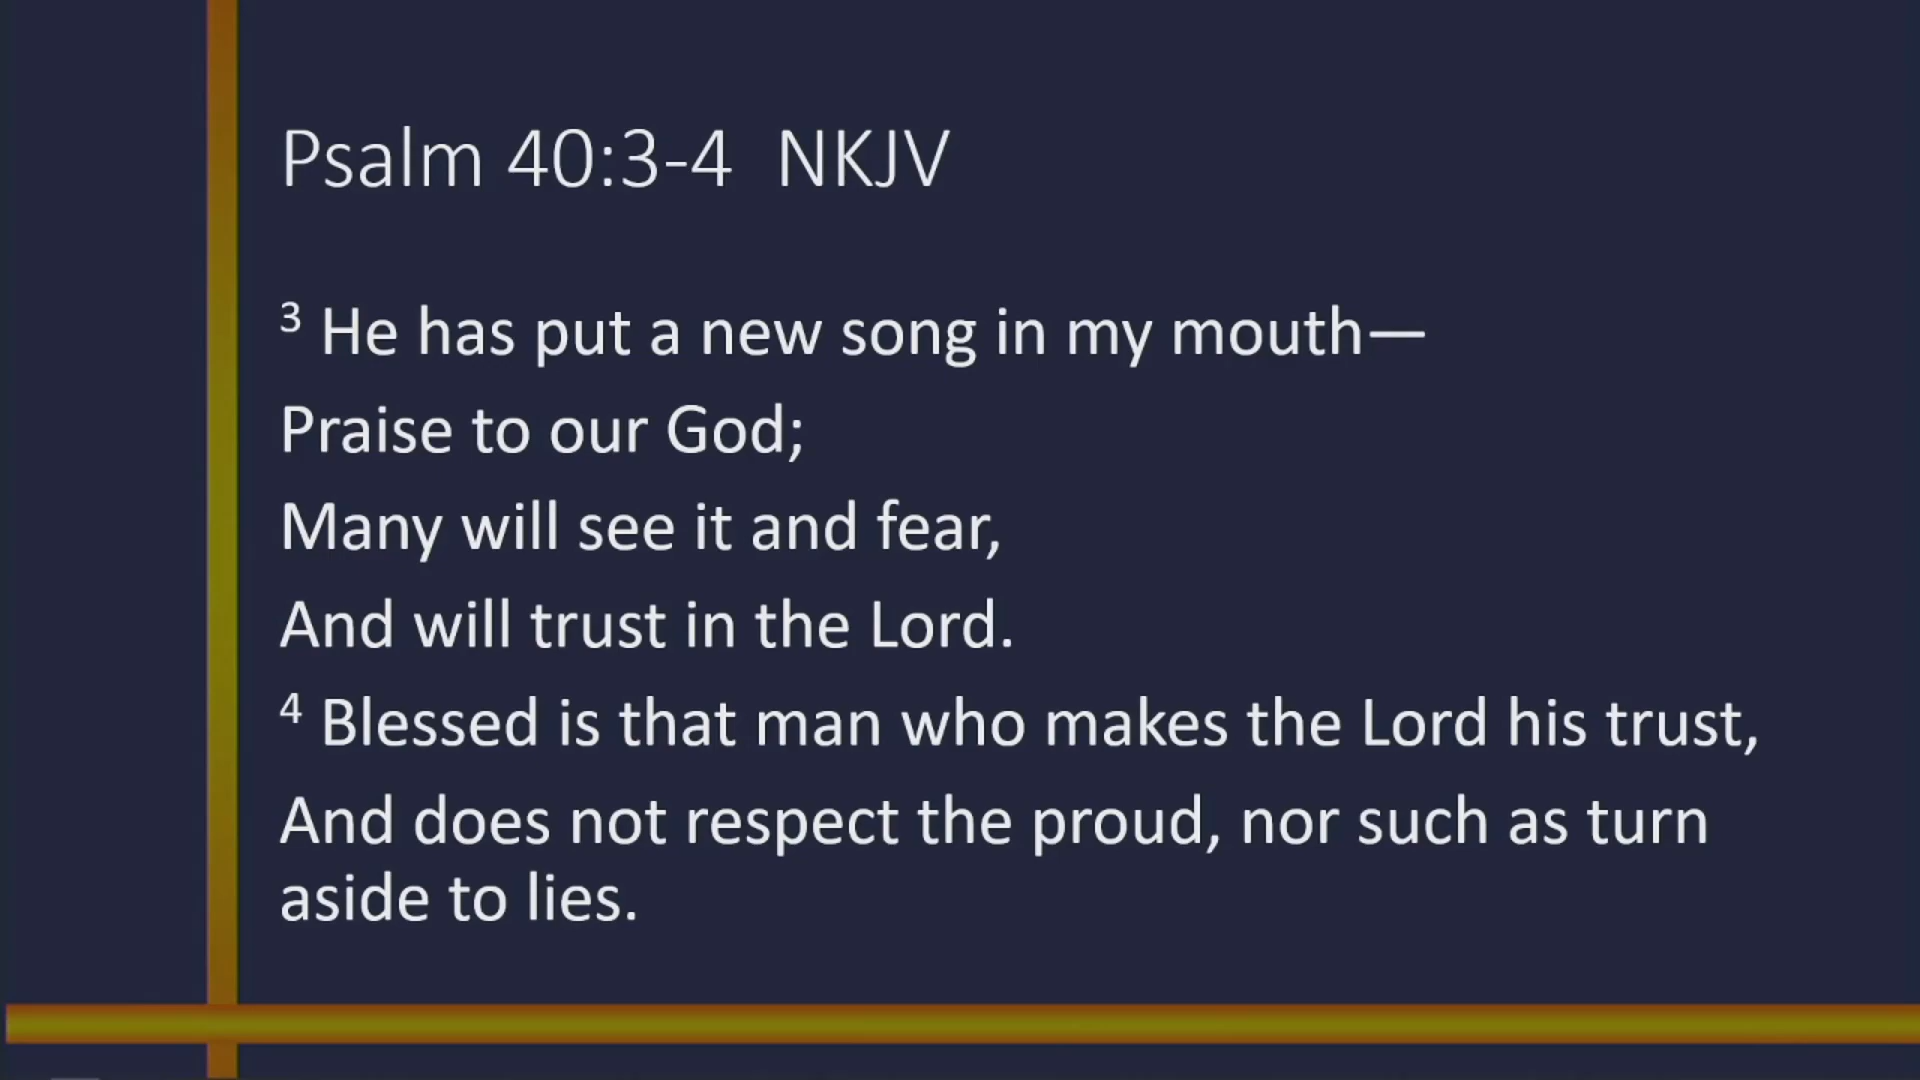 Psalm 40:3-4  NKJV
3 He has put a new song in my mouth—
Praise to our God;
Many will see it and fear,
And will trust in the Lord.
4 Blessed is that man who makes the Lord his trust,
And does not respect the proud, nor such as turn
aside to lies.